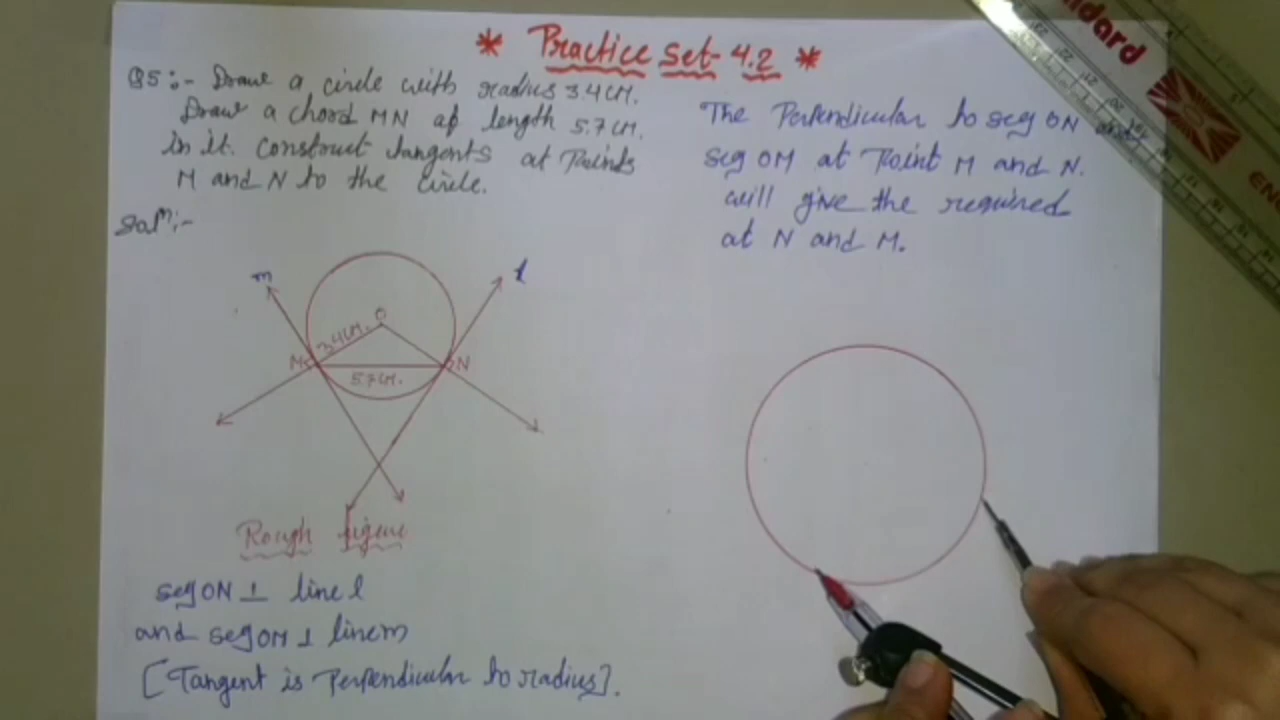 * Practice Set 4.2 *
Q5:- Draw a circle with radius 3.4 cm.
Draw a chord MN of length 5.7 cm.
in it. construct tangents at Points
M and N to the circle.
Solⁿ:-
m
l
O
3.4 cm.
M
N
5.7 cm.
Rough figure
seg ON ⊥ line l
and seg OM ⊥ line m
[Tangent is Perpendicular to radius].
The Perpendicular to seg ON and
seg OM at Point M and N.
will give the required
at N and M.